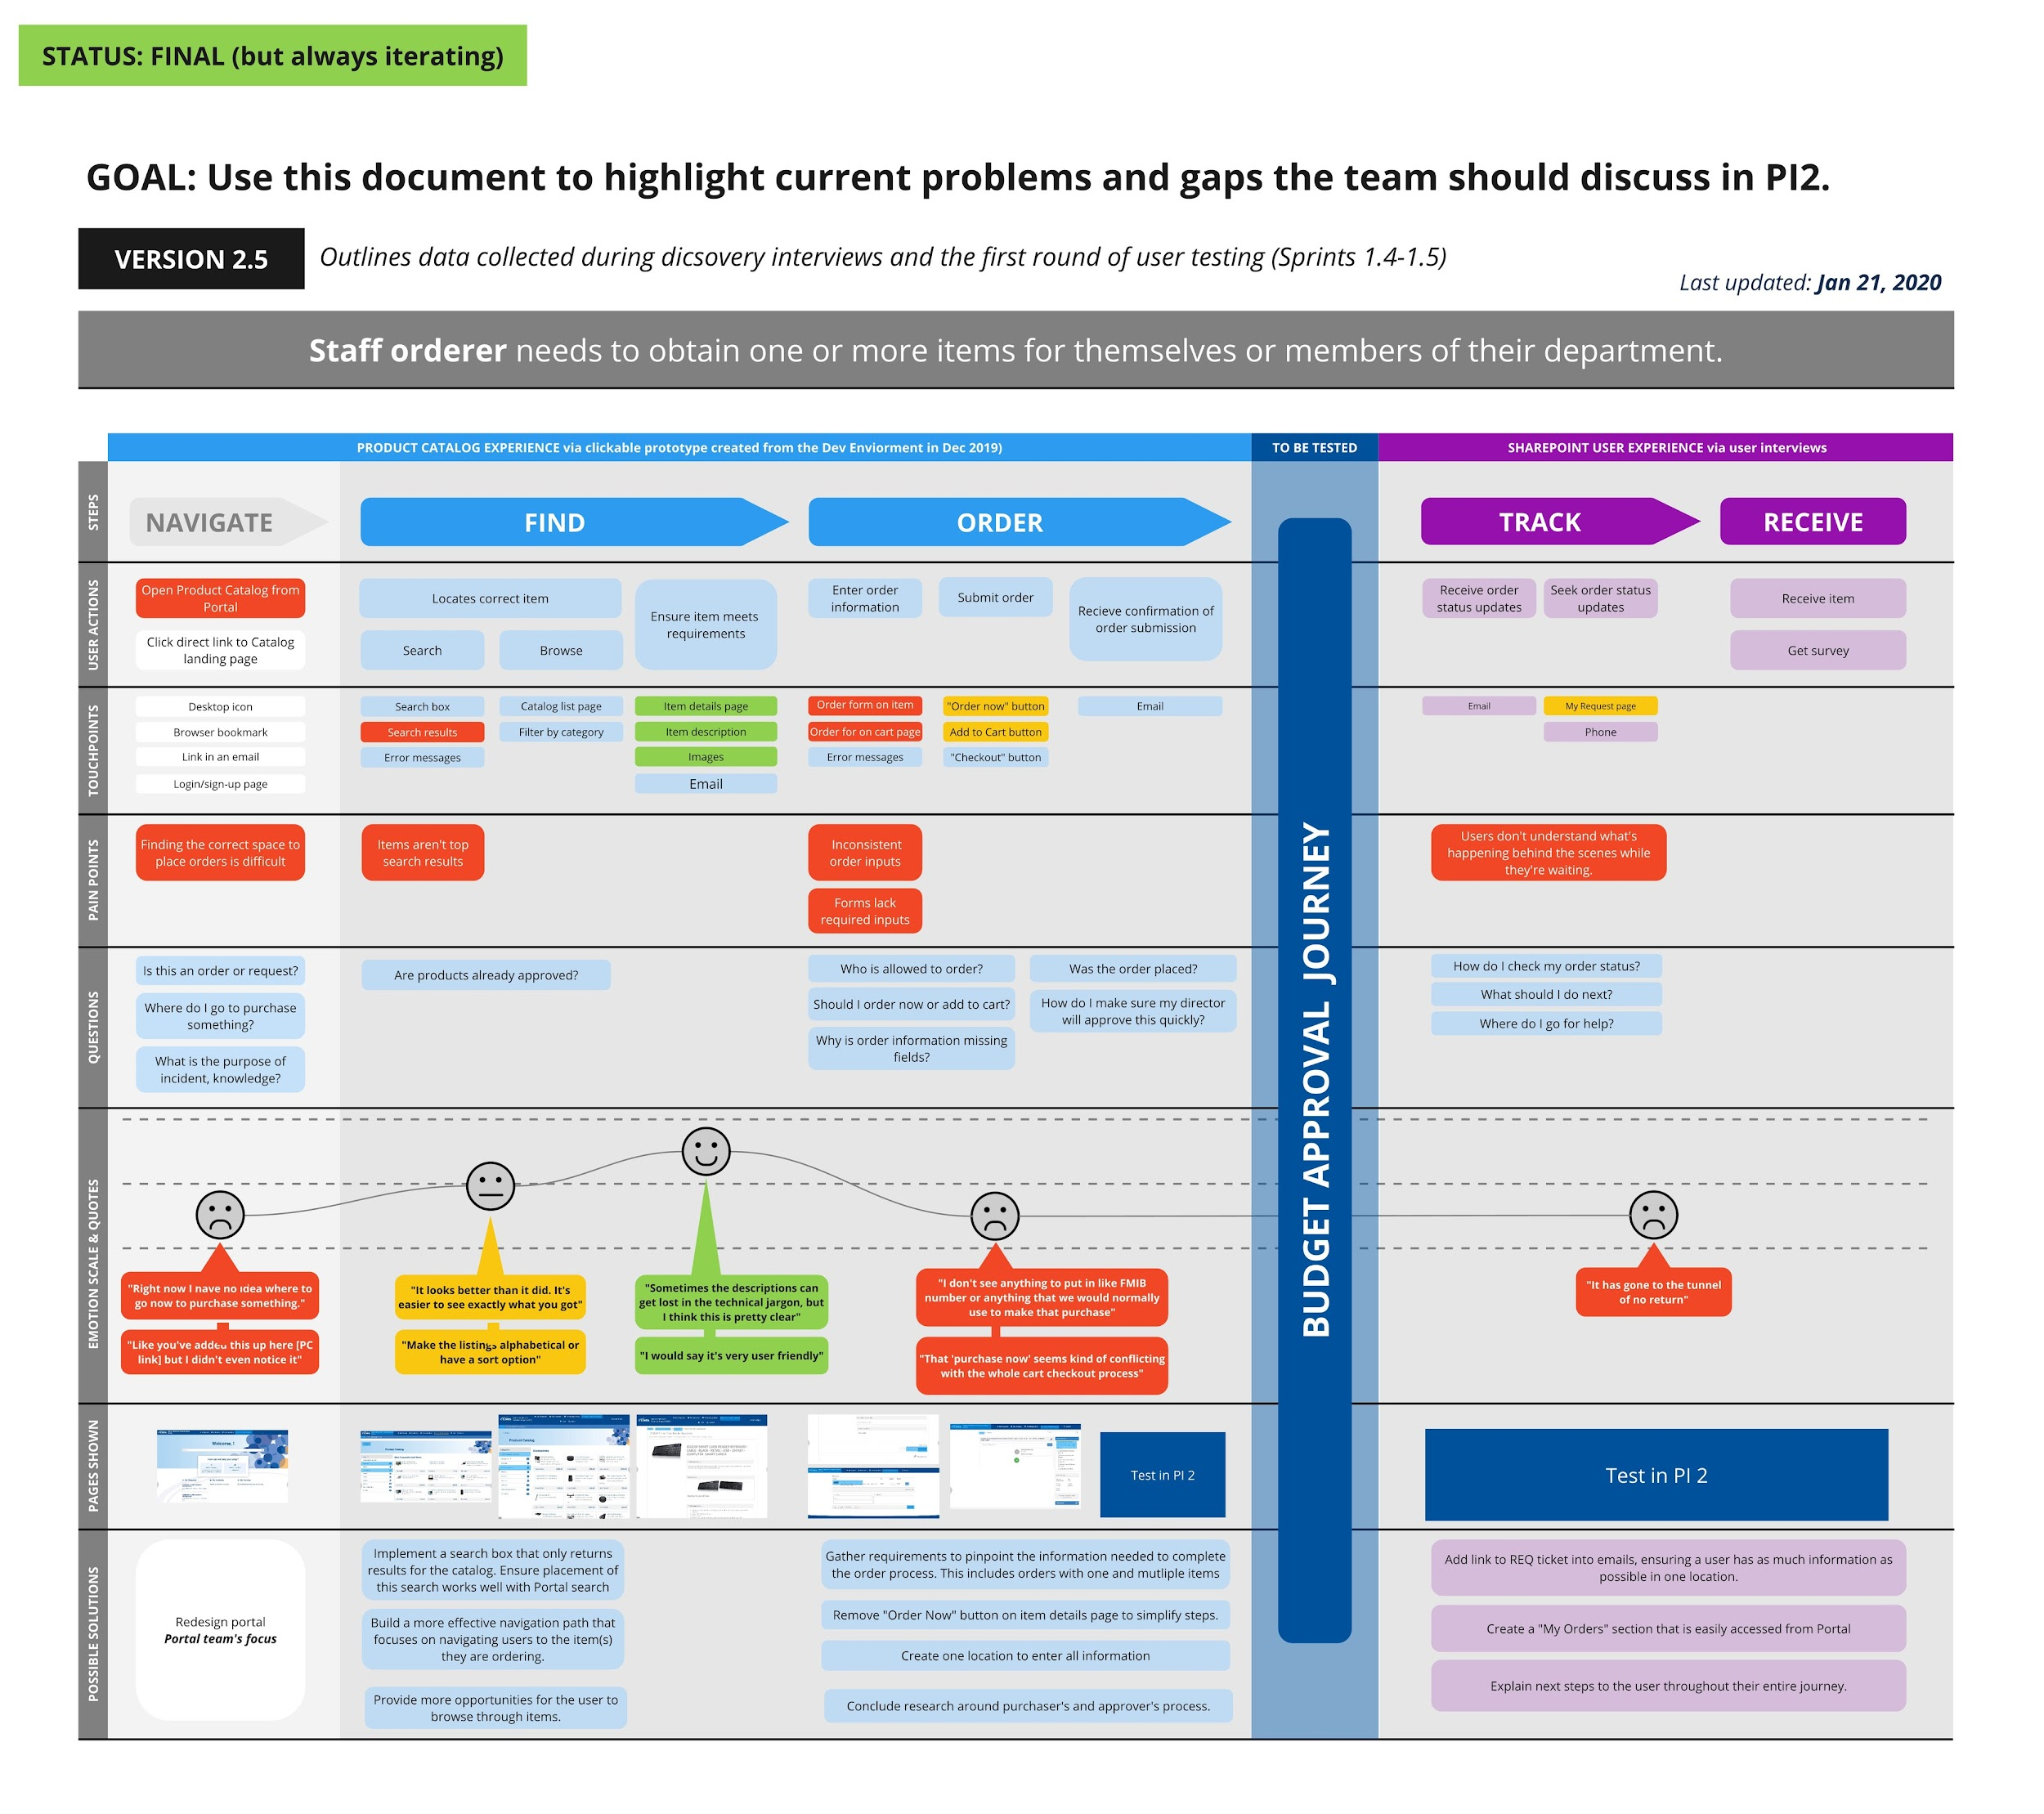 STATUS: FINAL (but always iterating)
GOAL: Use this document to highlight current problems and gaps the team should discuss in PI2.
VERSION 2.5
Outlines data collected during dicsovery interviews and the first round of user testing (Sprints 1.4-1.5)
Last updated: Jan 21, 2020
Staff orderer needs to obtain one or more items for themselves or members of their department.
PRODUCT CATALOG EXPERIENCE via clickable prototype created from the Dev Enviorment in Dec 2019)
TO BE TESTED
SHAREPOINT USER EXPERIENCE via user interviews
STEPS
NAVIGATE
FIND
ORDER
TRACK
RECEIVE
BUDGET APPROVAL JOURNEY
USER ACTIONS
Open Product Catalog from
Portal
Click direct link to Catalog
landing page
Locates correct item
Search
Browse
Ensure item meets
requirements
Enter order
information
Submit order
Recieve confirmation of
order submission
Receive order
status updates
Seek order status
updates
Receive item
Get survey
TOUCHPOINTS
Desktop icon
Browser bookmark
Link in an email
Login/sign-up page
Search box
Search results
Error messages
Catalog list page
Filter by category
Item details page
Item description
Images
Email
Order form on item
Order for on cart page
Error messages
"Order now" button
Add to Cart button
"Checkout" button
Email
Email
My Request page
Phone
PAIN POINTS
Finding the correct space to
place orders is difficult
Items aren't top
search results
Inconsistent
order inputs
Forms lack
required inputs
Users don't understand what's
happening behind the scenes while
they're waiting.
QUESTIONS
Is this an order or request?
Where do I go to purchase
something?
What is the purpose of
incident, knowledge?
Are products already approved?
Who is allowed to order?
Should I order now or add to cart?
Why is order information missing
fields?
Was the order placed?
How do I make sure my director
will approve this quickly?
How do I check my order status?
What should I do next?
Where do I go for help?
EMOTION SCALE & QUOTES
"Right now I have no idea where to
go now to purchase something."
"Like you've added this up here [PC
link] but I didn't even notice it"
"It looks better than it did. It's
easier to see exactly what you got"
"Make the listings alphabetical or
have a sort option"
"Sometimes the descriptions can
get lost in the technical jargon, but
I think this is pretty clear"
"I would say it's very user friendly"
"I don't see anything to put in like FMIB
number or anything that we would normally
use to make that purchase"
"That 'purchase now' seems kind of conflicting
with the whole cart checkout process"
"It has gone to the tunnel
of no return"
PAGES SHOWN
Welcome, !
Product Catalog
Test in PI 2
Test in PI 2
POSSIBLE SOLUTIONS
Redesign portal
Portal team's focus
Implement a search box that only returns
results for the catalog. Ensure placement of
this search works well with Portal search
Build a more effective navigation path that
focuses on navigating users to the item(s)
they are ordering.
Provide more opportunities for the user to
browse through items.
Gather requirements to pinpoint the information needed to complete
the order process. This includes orders with one and mutliple items
Remove "Order Now" button on item details page to simplify steps.
Create one location to enter all information
Conclude research around purchaser's and approver's process.
Add link to REQ ticket into emails, ensuring a user has as much information as
possible in one location.
Create a "My Orders" section that is easily accessed from Portal
Explain next steps to the user throughout their entire journey.